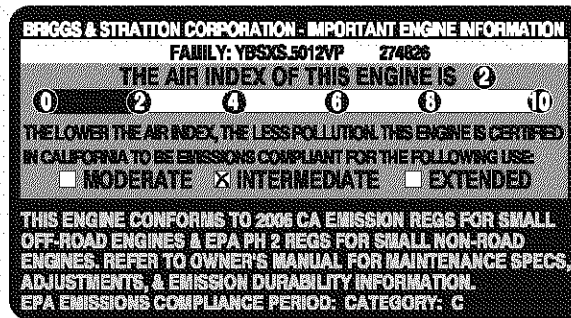 BRIGGS & STRATTON CORPORATION - IMPORTANT ENGINE INFORMATION
FAMILY: YBSXS.5012VP 274826
THE AIR INDEX OF THIS ENGINE IS 2
0 2 4 6 8 10
THE LOWER THE AIR INDEX, THE LESS POLLUTION. THIS ENGINE IS CERTIFIED
IN CALIFORNIA TO BE EMISSIONS COMPLIANT FOR THE FOLLOWING USE:
MODERATE INTERMEDIATE EXTENDED
THIS ENGINE CONFORMS TO 2006 CA EMISSION REGS FOR SMALL
OFF-ROAD ENGINES & EPA PH 2 REGS FOR SMALL NON-ROAD
ENGINES. REFER TO OWNER'S MANUAL FOR MAINTENANCE SPECS,
ADJUSTMENTS, & EMISSION DURABILITY INFORMATION.
EPA EMISSIONS COMPLIANCE PERIOD: CATEGORY: C